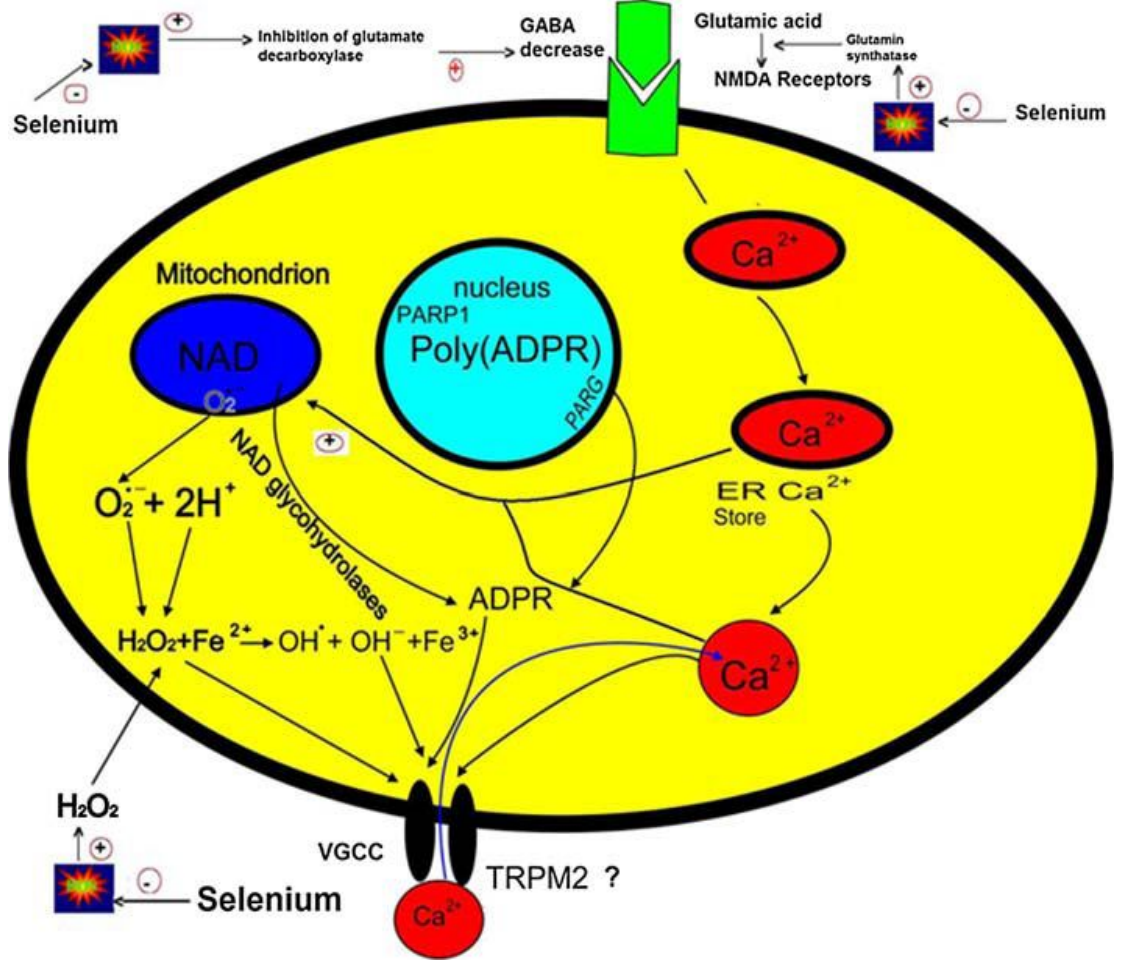 Inhibition of glutamate
decarboxylase
GABA
decrease
Glutamic acid
Glutamin
synthatase
NMDA Receptors
+
+
-
Selenium
+
-
Selenium
Ca2+
Mitochondrion
NAD
O2•−
nucleus
PARP1
Poly(ADPR)
PARG
+
Ca2+
ER Ca2+
Store
NAD glycohydrolases
O2•− + 2H+
ADPR
H2O2+Fe2+ → OH• + OH− +Fe3+
Ca2+
H2O2
+
-
Selenium
VGCC
TRPM2 ?
Ca2+